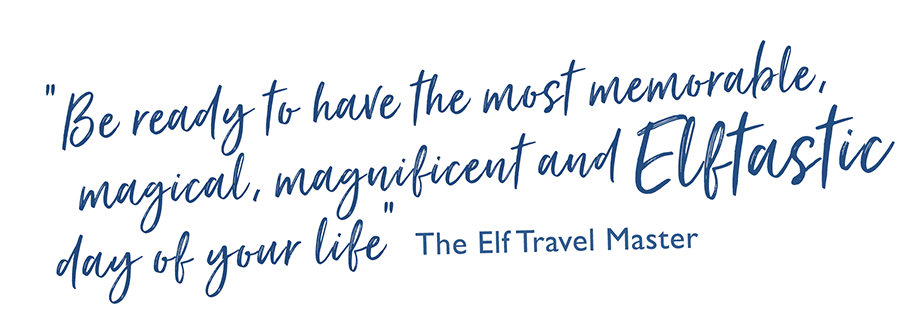 "Be ready to have the most memorable,
magical, magnificent and Elftastic
day of your life" The Elf Travel Master